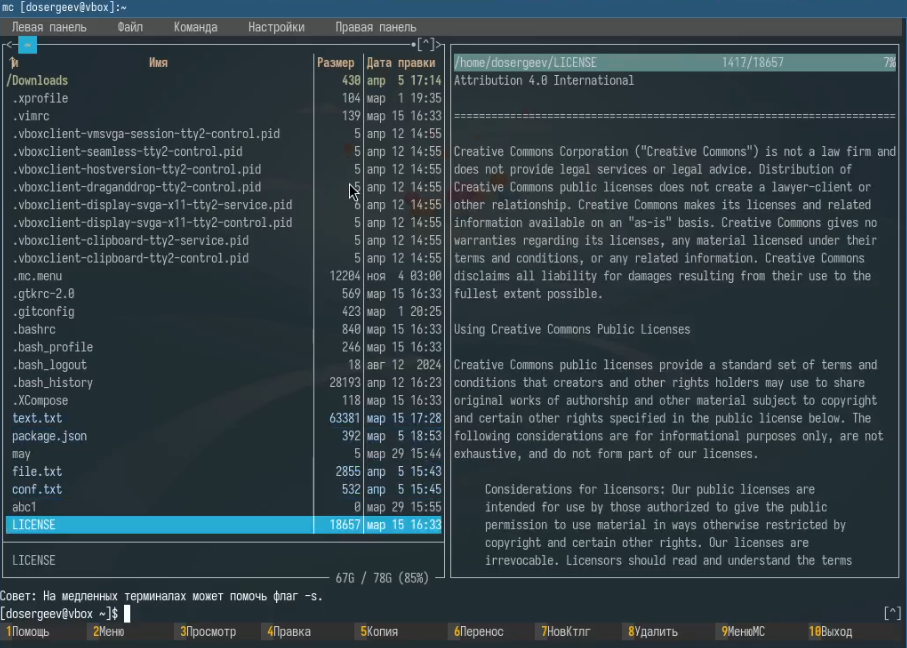 mc [dosergeev@vbox]:~
Левая панель Файл Команда Настройки Правая панель
<- ~ •[^]>
и Имя Размер Дата правки
/Downloads 430 апр 5 17:14
.xprofile 104 мар 1 19:35
.vimrc 139 мар 15 16:33
.vboxclient-vmsvga-session-tty2-control.pid 5 апр 12 14:55
.vboxclient-seamless-tty2-control.pid 5 апр 12 14:55
.vboxclient-hostversion-tty2-control.pid 5 апр 12 14:55
.vboxclient-draganddrop-tty2-control.pid 5 апр 12 14:55
.vboxclient-display-svga-x11-tty2-service.pid 6 апр 12 14:55
.vboxclient-display-svga-x11-tty2-control.pid 5 апр 12 14:55
.vboxclient-clipboard-tty2-service.pid 5 апр 12 14:55
.vboxclient-clipboard-tty2-control.pid 5 апр 12 14:55
.mc.menu 12204 ноя 4 03:00
.gtkrc-2.0 569 мар 15 16:33
.gitconfig 423 мар 1 20:25
.bashrc 840 мар 15 16:33
.bash_profile 246 мар 15 16:33
.bash_logout 18 авг 12 2024
.bash_history 28193 апр 12 16:23
.XCompose 118 мар 15 16:33
text.txt 63381 мар 15 17:28
package.json 392 мар 5 18:53
may 5 мар 29 15:44
file.txt 2855 апр 5 15:43
conf.txt 532 апр 5 15:45
abc1 0 мар 29 15:55
LICENSE 18657 мар 15 16:33
LICENSE
67G / 78G (85%)
/home/dosergeev/LICENSE 1417/18657 7%
Attribution 4.0 International
=======================================================================
Creative Commons Corporation ("Creative Commons") is not a law firm and
does not provide legal services or legal advice. Distribution of
Creative Commons public licenses does not create a lawyer-client or
other relationship. Creative Commons makes its licenses and related
information available on an "as-is" basis. Creative Commons gives no
warranties regarding its licenses, any material licensed under their
terms and conditions, or any related information. Creative Commons
disclaims all liability for damages resulting from their use to the
fullest extent possible.
Using Creative Commons Public Licenses
Creative Commons public licenses provide a standard set of terms and
conditions that creators and other rights holders may use to share
original works of authorship and other material subject to copyright
and certain other rights specified in the public license below. The
following considerations are for informational purposes only, are not
exhaustive, and do not form part of our licenses.
Considerations for licensors: Our public licenses are
intended for use by those authorized to give the public
permission to use material in ways otherwise restricted by
copyright and certain other rights. Our licenses are
irrevocable. Licensors should read and understand the terms
Совет: На медленных терминалах может помочь флаг -s.
[dosergeev@vbox ~]$ [^]
1Помощь 2Меню 3Просмотр 4Правка 5Копия 6Перенос 7НовКтлг 8Удалить 9МенюMC 10Выход